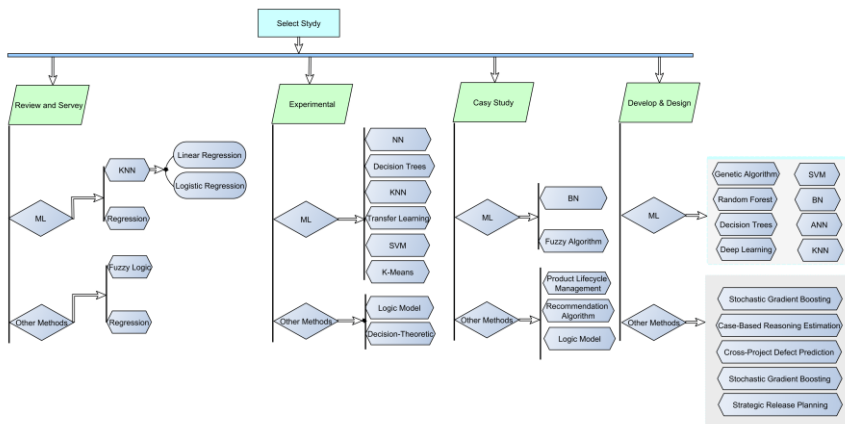 Select Stydy
Review and Servey
Experimental
Casy Study
Develop & Design
ML
KNN
Linear Regression
Logistic Regression
Regression
Other Methods
Fuzzy Logic
Regression
ML
NN
Decision Trees
KNN
Transfer Learning
SVM
K-Means
Other Methods
Logic Model
Decision-Theoretic
ML
BN
Fuzzy Algorithm
Other Methods
Product Lifecycle
Management
Recommendation
Algorithm
Logic Model
ML
Genetic Algorithm
SVM
Random Forest
BN
Decision Trees
ANN
Deep Learning
KNN
Other Methods
Stochastic Gradient Boosting
Case-Based Reasoning Estimation
Cross-Project Defect Prediction
Stochastic Gradient Boosting
Strategic Release Planning